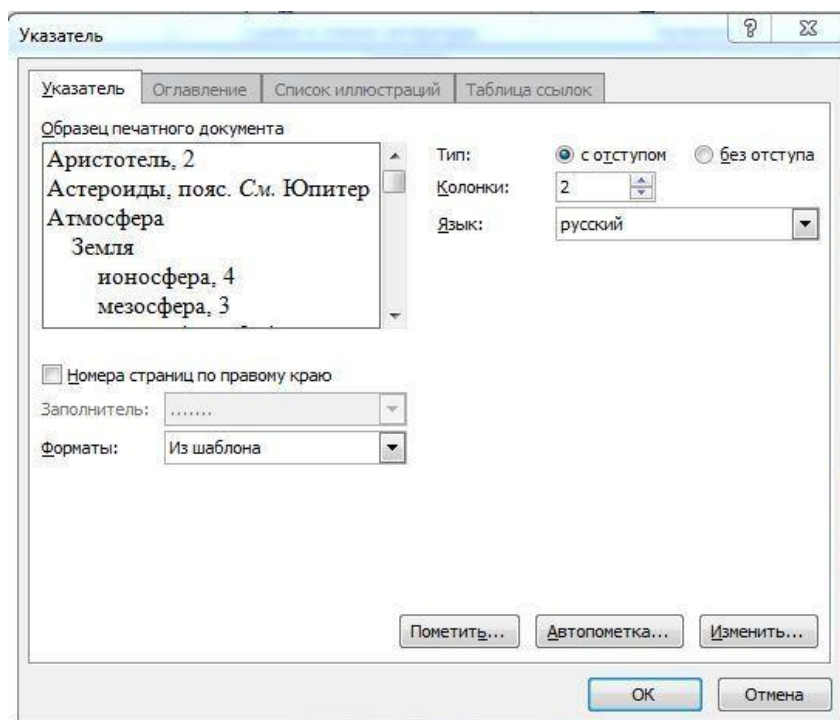 Указатель
Указатель Оглавление Список иллюстраций Таблица ссылок
Образец печатного документа
Аристотель, 2
Астероиды, пояс. См. Юпитер
Атмосфера
Земля
ионосфера, 4
мезосфера, 3
Тип: с отступом без отступа
Колонки: 2
Язык: русский
Номера страниц по правому краю
Заполнитель: .......
Форматы: Из шаблона
Пометить... Автопометка... Изменить...
ОК Отмена